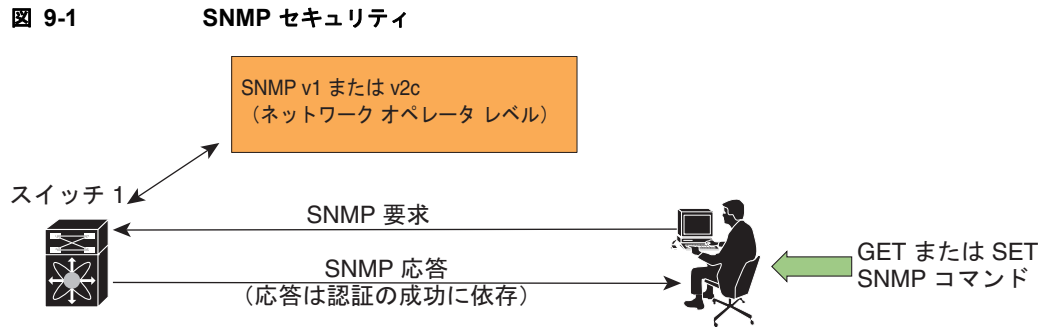 図 9-1 SNMP セキュリティ
SNMP v1 または v2c
（ネットワーク オペレータ レベル）
スイッチ 1
SNMP 要求
SNMP 応答
（応答は認証の成功に依存）
GET または SET
SNMP コマンド